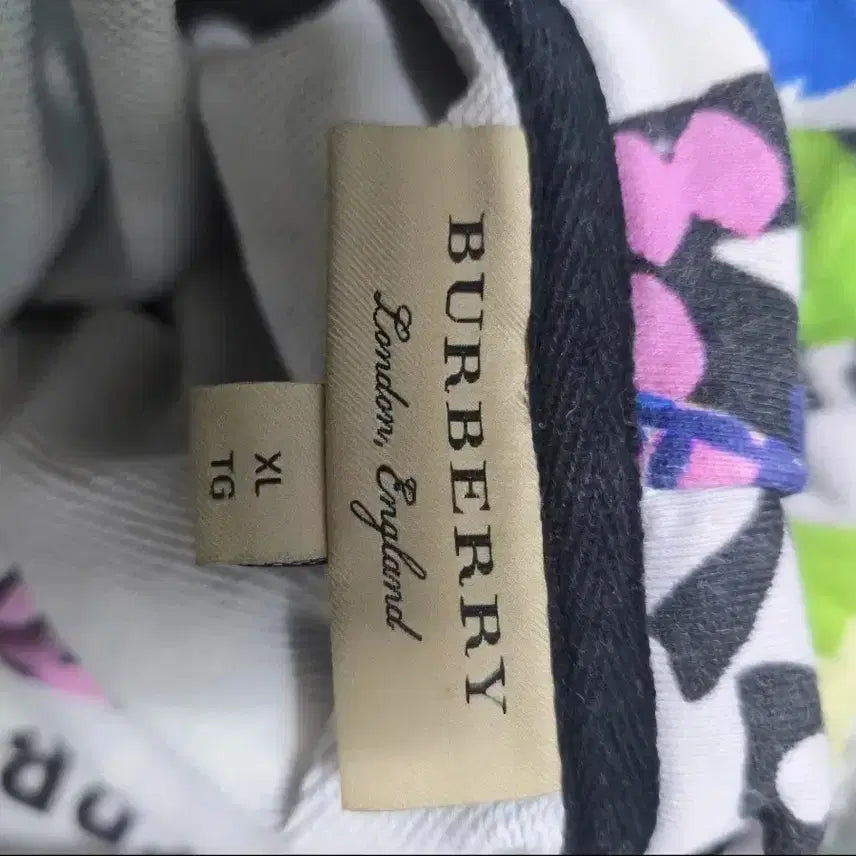 BURBERRY
London, England
XL
TG